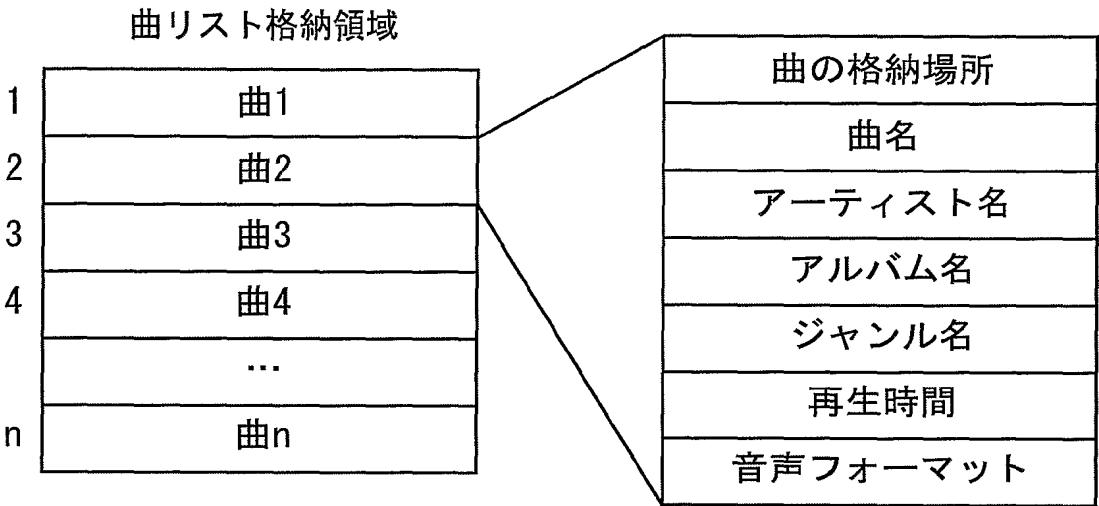 曲リスト格納領域
1 曲1
2 曲2
3 曲3
4 曲4
…
n 曲n
曲の格納場所
曲名
アーティスト名
アルバム名
ジャンル名
再生時間
音声フォーマット